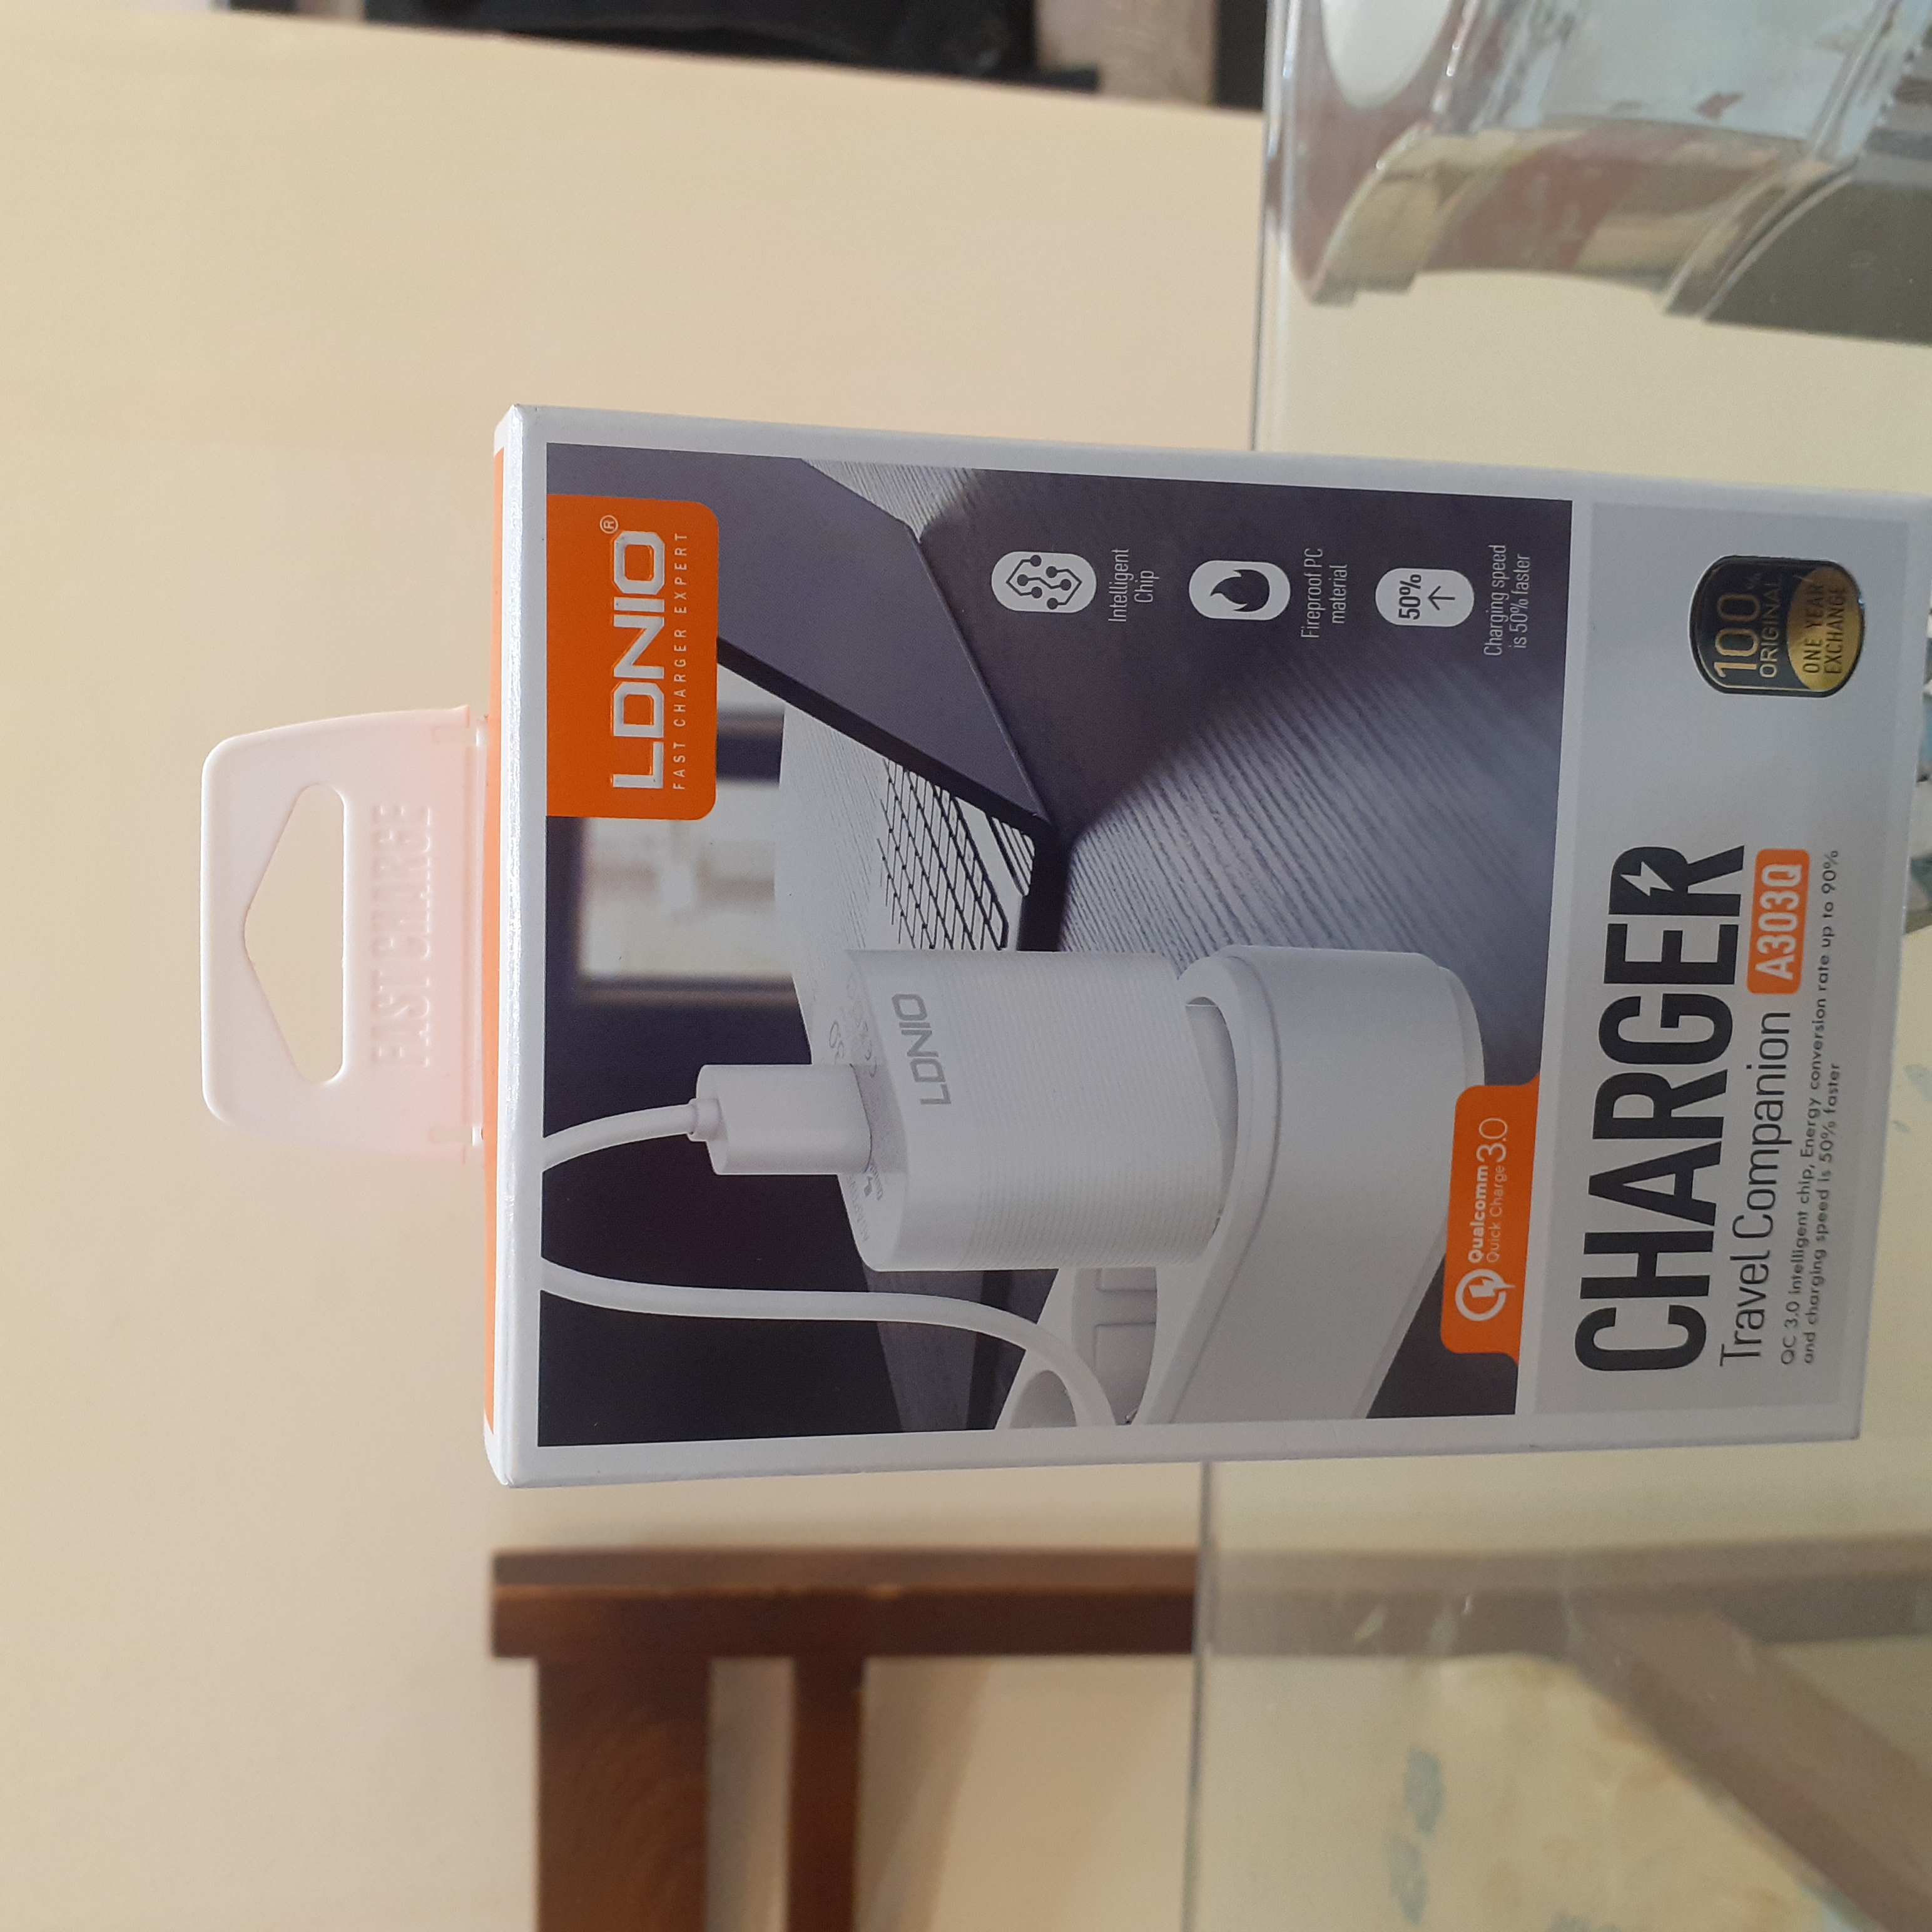 FAST CHARGE
LDNIO®
FAST CHARGER EXPERT
3.0
LDNIO
Intelligent
Chip
Fireproof PC
material
50%
Charging speed
is 50% faster
Qualcomm
Quick Charge 3.0
CHARGER
Travel Companion A303Q
QC 3.0 intelligent chip, Energy conversion rate up to 90%
and charging speed is 50% faster
100%
ORIGINAL
ONE YEAR
EXCHANGE